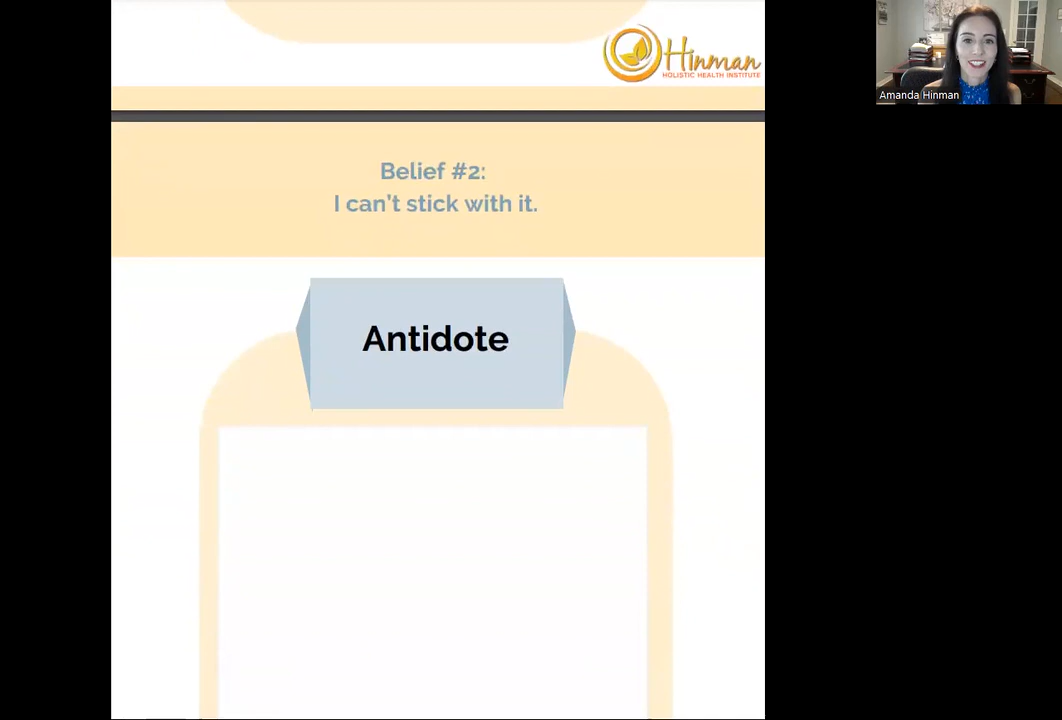 Hinman
HOLISTIC HEALTH INSTITUTE
Amanda Hinman
Belief #2:
I can't stick with it.
Antidote